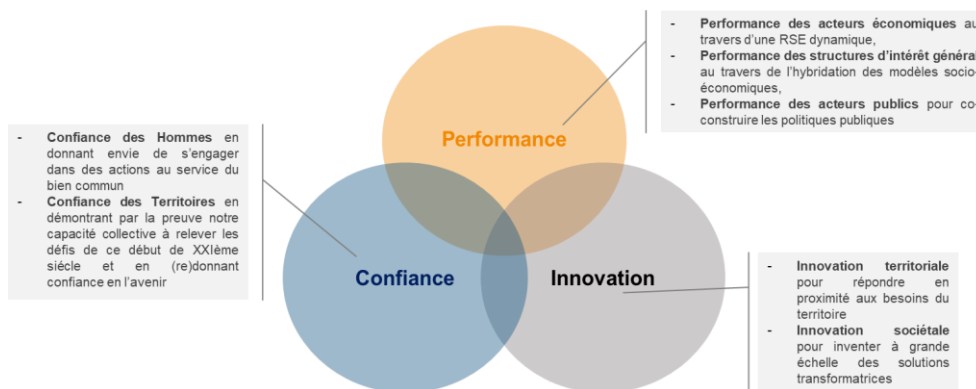 - Performance des acteurs économiques au
travers d'une RSE dynamique,
- Performance des structures d'intérêt général
au travers de l'hybridation des modèles socio-
économiques,
- Performance des acteurs publics pour co-
construire les politiques publiques
Performance
- Confiance des Hommes en
donnant envie de s'engager
dans des actions au service du
bien commun
- Confiance des Territoires en
démontrant par la preuve notre
capacité collective à relever les
défis de ce début de XXIème
siécle et en (re)donnant
confiance en l'avenir
Confiance
Innovation
- Innovation territoriale
pour répondre en
proximité aux besoins du
territoire
- Innovation sociétale
pour inventer à grande
échelle des solutions
transformatrices